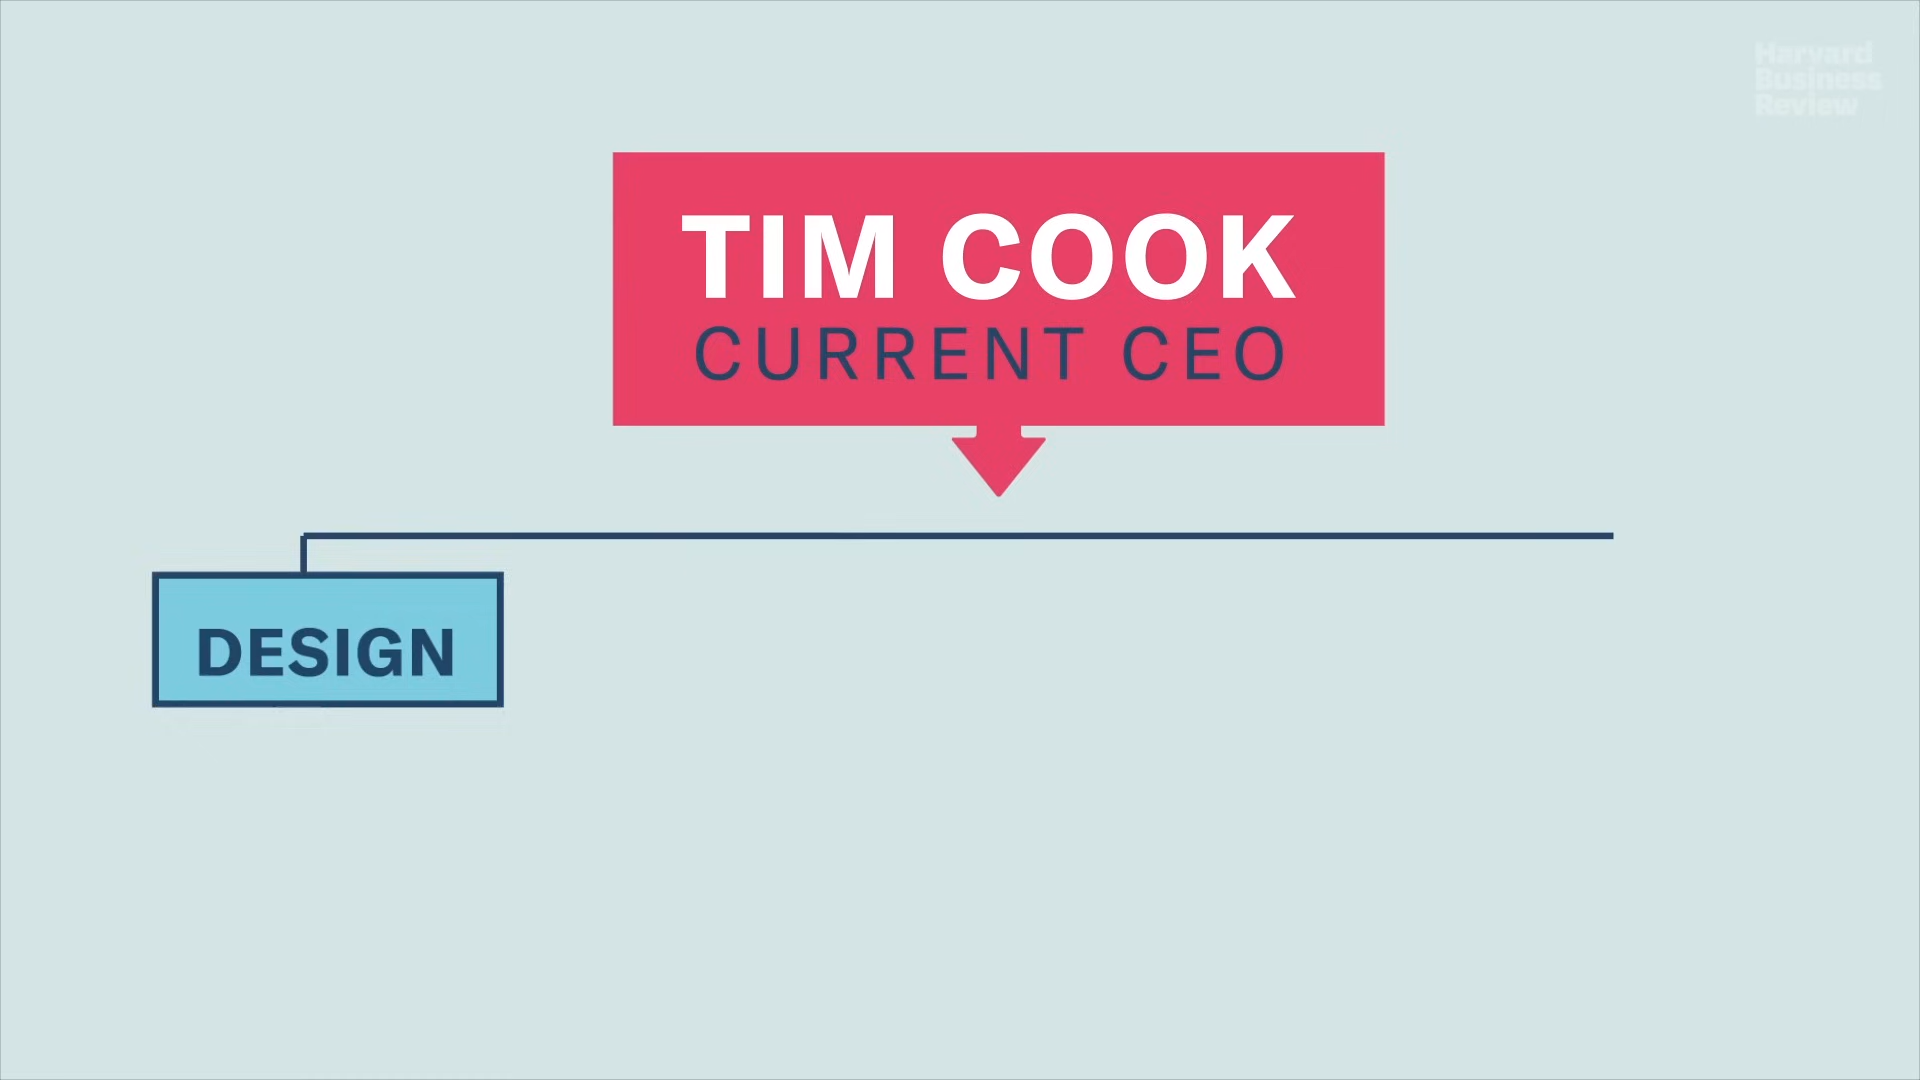 Harvard
Business
Review
TIM COOK
CURRENT CEO
DESIGN